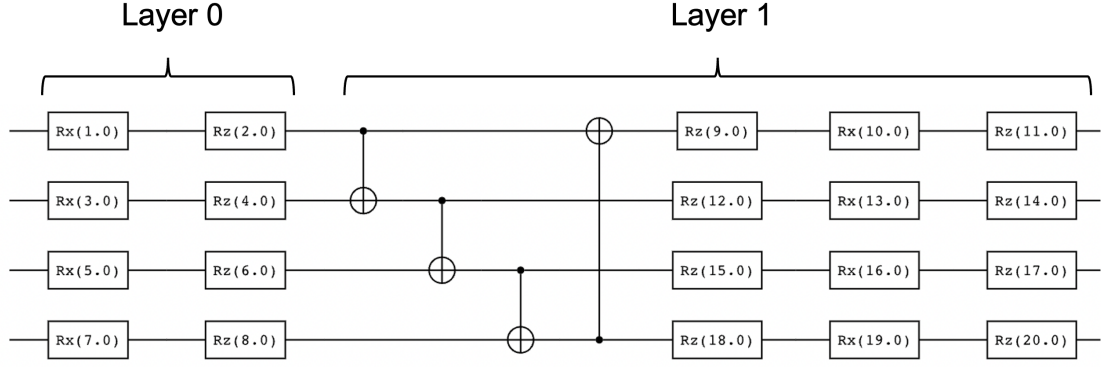 Layer 0 Layer 1
Rx(1.0) Rz(2.0) Rz(9.0) Rx(10.0) Rz(11.0)
Rx(3.0) Rz(4.0) Rz(12.0) Rx(13.0) Rz(14.0)
Rx(5.0) Rz(6.0) Rz(15.0) Rx(16.0) Rz(17.0)
Rx(7.0) Rz(8.0) Rz(18.0) Rx(19.0) Rz(20.0)